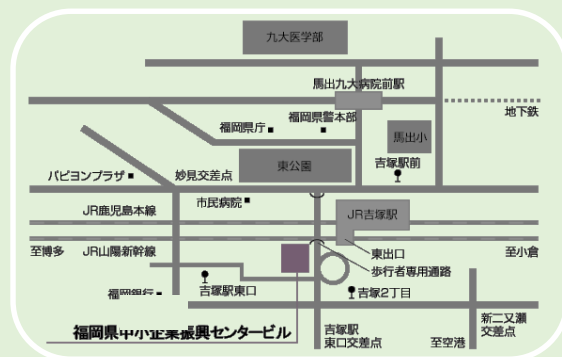 九大医学部
馬出九大病院前駅
地下鉄
福岡県庁
福岡県警本部
馬出小
吉塚駅前
東公園
パピヨンプラザ
妙見交差点
市民病院
JR吉塚駅
JR鹿児島本線
至博多
JR山陽新幹線
東出口
至小倉
歩行者専用通路
福岡銀行
吉塚駅東口
吉塚2丁目
福岡県中小企業振興センタービル
吉塚駅
東口交差点
至空港
新二又瀬
交差点